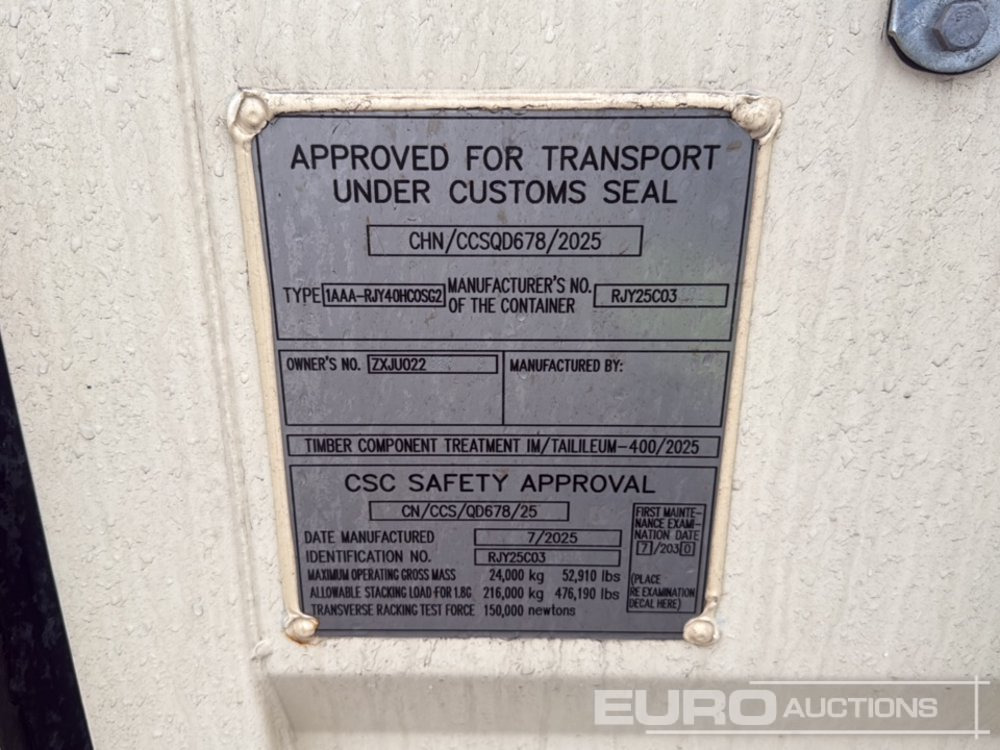 APPROVED FOR TRANSPORT
UNDER CUSTOMS SEAL
CHN/CCSQD678/2025
TYPE 1AAA-RJY40HCOSG2 MANUFACTURER'S NO. OF THE CONTAINER RJY25C03
OWNER'S NO. ZXJU022 MANUFACTURED BY:
TIMBER COMPONENT TREATMENT IM/TAILILEUM-400/2025
CSC SAFETY APPROVAL
CN/CCS/QD678/25
DATE MANUFACTURED 7/2025
IDENTIFICATION NO. RJY25C03
MAXIMUM OPERATING GROSS MASS 24,000 kg 52,910 lbs
ALLOWABLE STACKING LOAD FOR 1.8G 216,000 kg 476,190 lbs
TRANSVERSE RACKING TEST FORCE 150,000 newtons
FIRST MAINTE-
NANCE EXAMI-
NATION DATE
7/2030
(PLACE
RE EXAMINATION
DECAL HERE)
EURO AUCTIONS